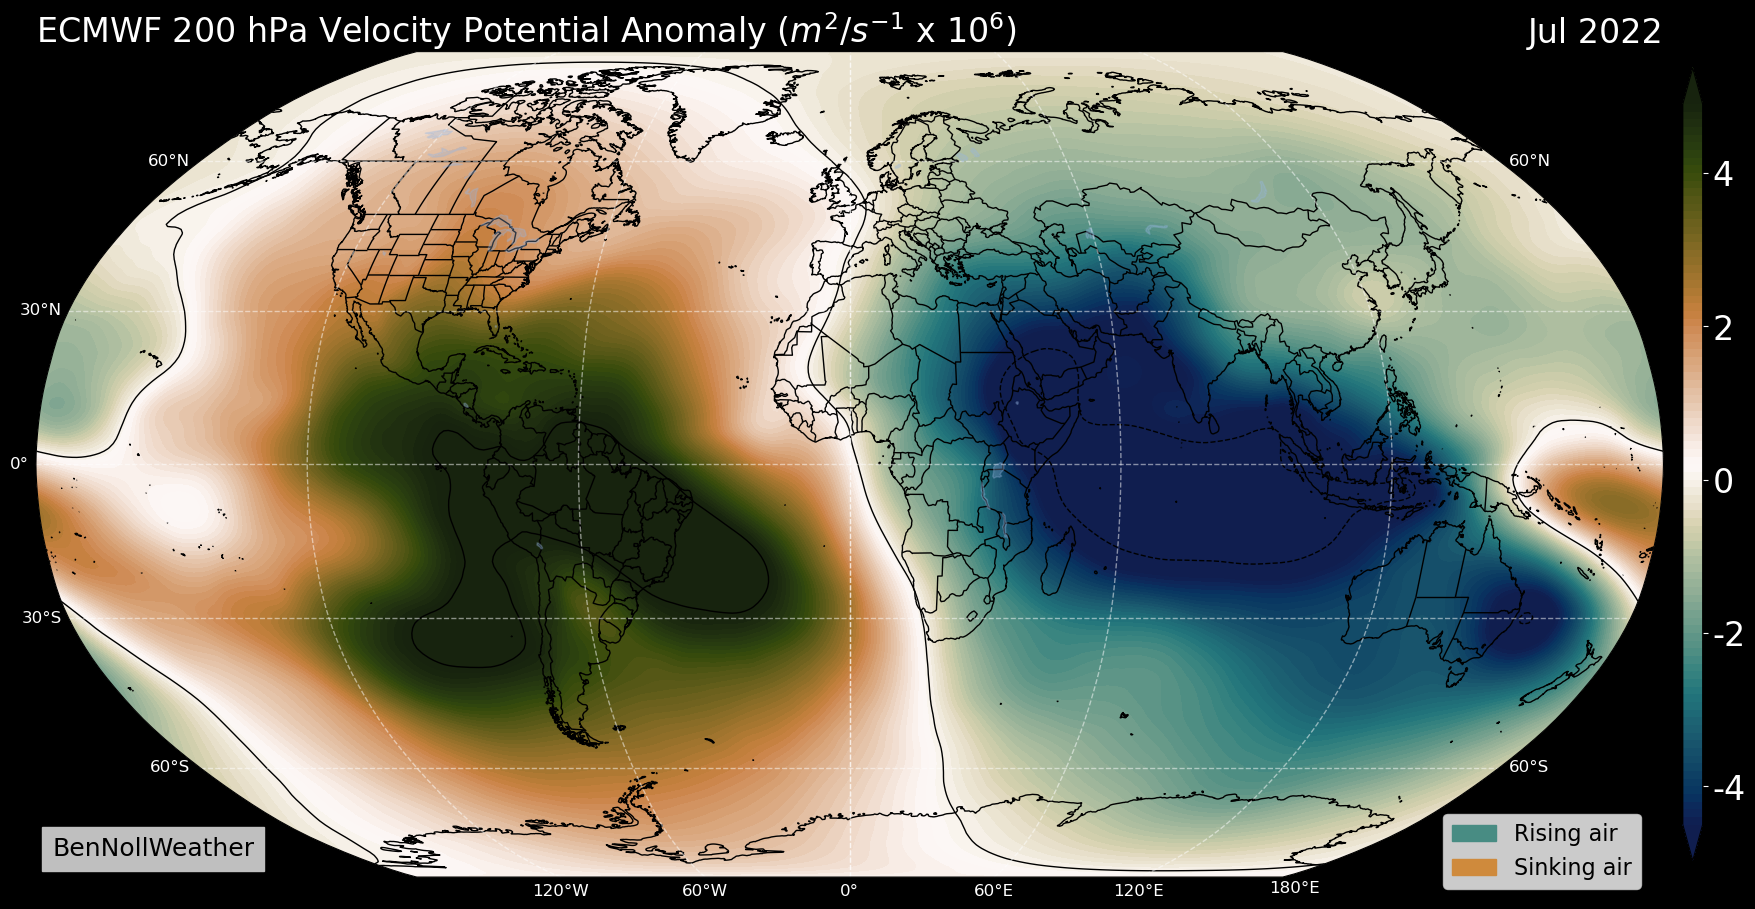 ECMWF 200 hPa Velocity Potential Anomaly (m²/s⁻¹ x 10⁶)
Jul 2022
60°N
60°N
4
2
30°N
0°
0
30°S
-2
60°S
60°S
-4
BenNollWeather
Rising air
Sinking air
120°W 60°W 0° 60°E 120°E 180°E